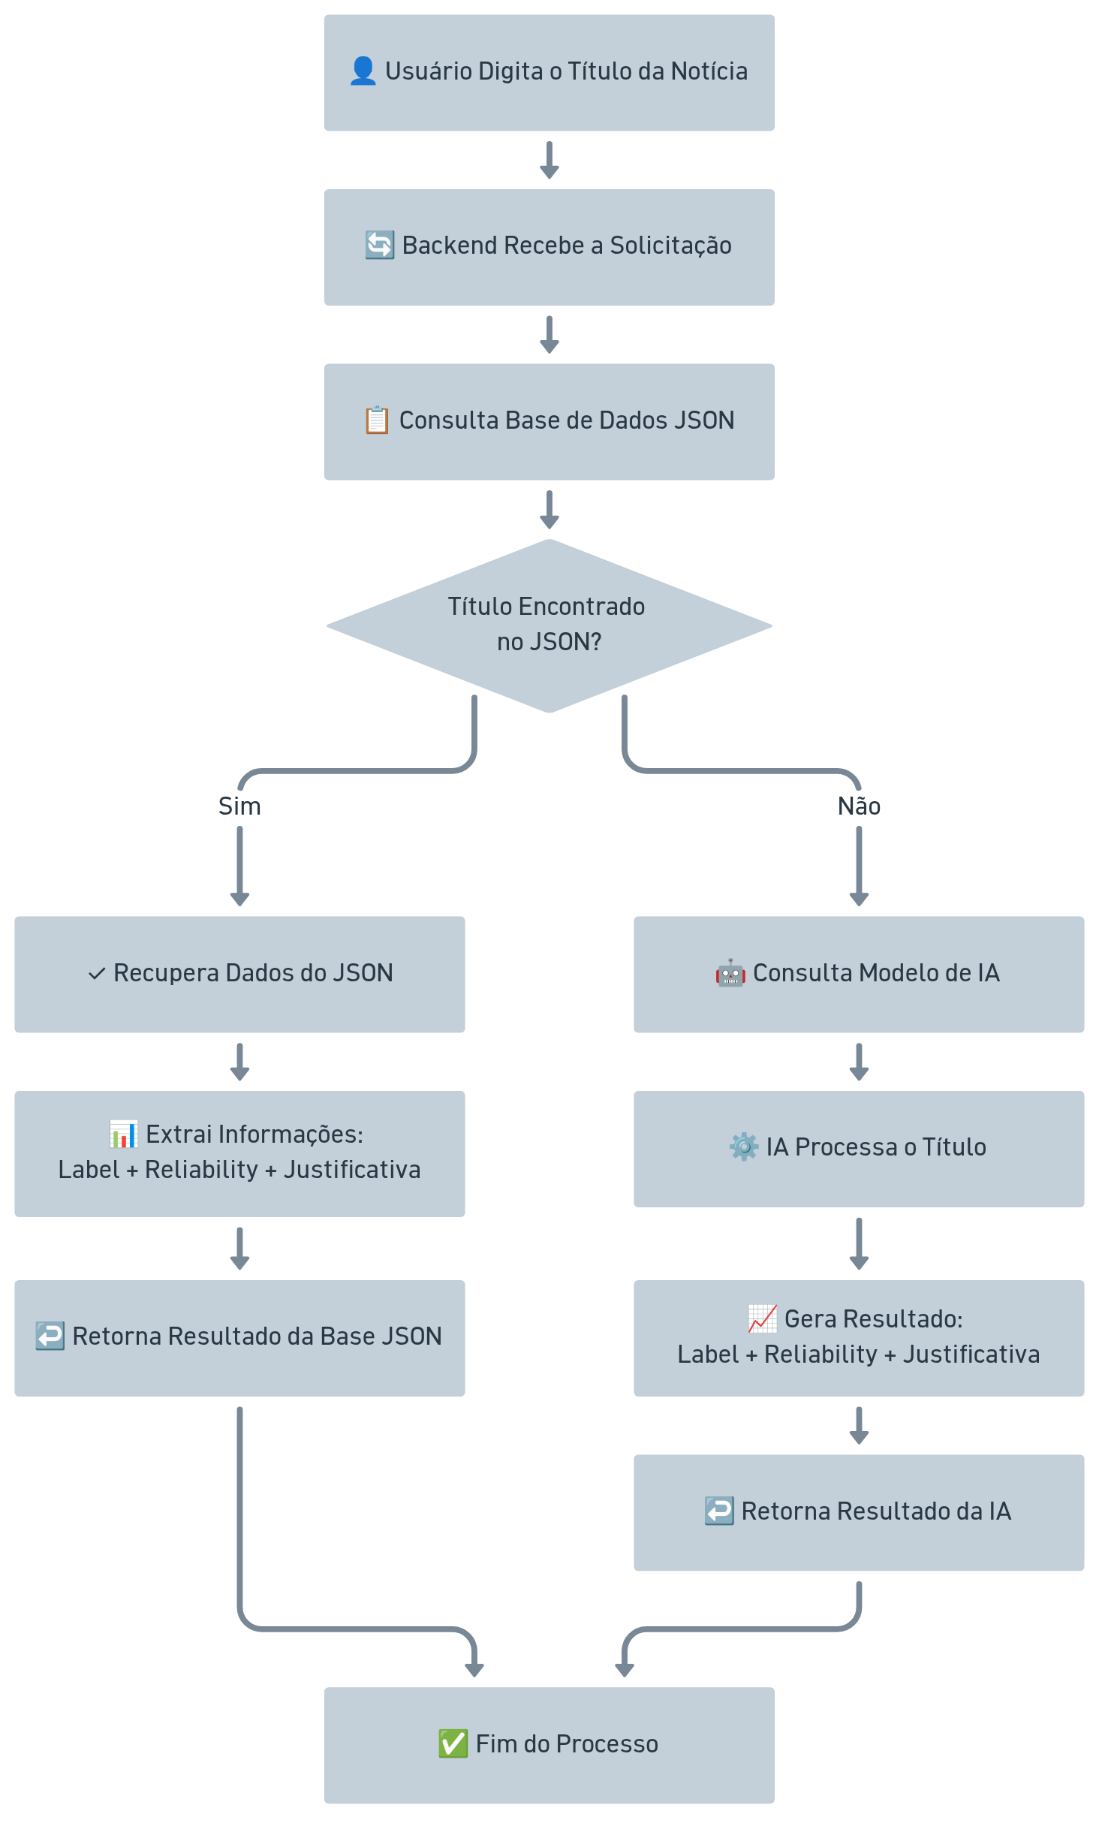 👤 Usuário Digita o Título da Notícia
🔄 Backend Recebe a Solicitação
📋 Consulta Base de Dados JSON
Título Encontrado
no JSON?
Sim
Não
✓ Recupera Dados do JSON
🤖 Consulta Modelo de IA
📊 Extrai Informações:
Label + Reliability + Justificativa
⚙️ IA Processa o Título
↩️ Retorna Resultado da Base JSON
📈 Gera Resultado:
Label + Reliability + Justificativa
↩️ Retorna Resultado da IA
✅ Fim do Processo